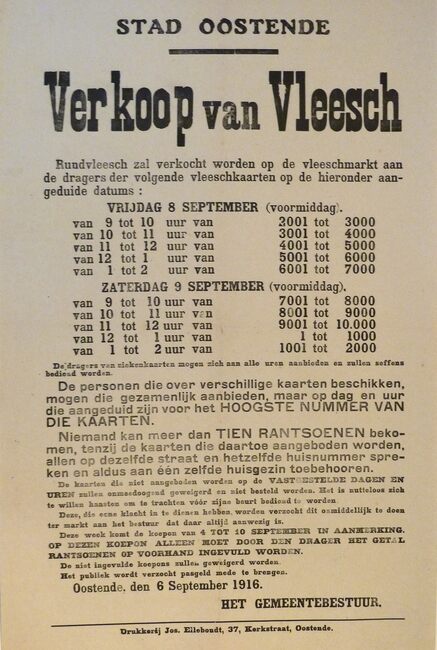 STAD OOSTENDE
Verkoop van Vleesch
Rundvleesch zal verkocht worden op de vleeschmarkt aan
de dragers der volgende vleeschkaarten op de hieronder aan-
geduide datums :
VRIJDAG 8 SEPTEMBER (voormiddag).
van 9 tot 10 uur van 2001 tot 3000
van 10 tot 11 uur van 3001 tot 4000
van 11 tot 12 uur van 4001 tot 5000
van 12 tot 1 uur van 5001 tot 6000
van 1 tot 2 uur van 6001 tot 7000
ZATERDAG 9 SEPTEMBER (voormiddag).
van 9 tot 10 uur van 7001 tot 8000
van 10 tot 11 uur van 8001 tot 9000
van 11 tot 12 uur van 9001 tot 10.000
van 12 tot 1 uur van 1 tot 1000
van 1 tot 2 uur van 1001 tot 2000
De dragers van ziekenkaarten mogen zich aan alle uren aanbieden en zullen seffens
bediend worden.
De personen die over verschillige kaarten beschikken,
mogen die gezamenlijk aanbieden, maar op dag en uur
die aangeduid zijn voor het HOOGSTE NUMMER VAN
DIE KAARTEN.
Niemand kan meer dan TIEN RANTSOENEN beko-
men, tenzij de kaarten die daartoe aangeboden worden,
allen op dezelfde straat en hetzelfde huisnummer spre-
ken en aldus aan één zelfde huisgezin toebehooren.
De kaarten die niet aangeboden worden op de VASTGESTELDE DAGEN EN
UREN zullen onmeedoogend geweigerd en niet besteld worden. Het is nutteloos zich
te willen haasten om te trachten vóór zijne beurt bediend te worden
Deze, die eene klacht in te dienen hebben, worden verzocht dit onmiddellijk te doen
ter markt aan het bestuur dat daar altijd aanwezig is.
Deze week komt de koepon van 4 TOT 10 SEPTEMBER IN AANMERKING.
OP DEZEN KOEPON ALLEEN MOET DOOR DEN DRAGER HET GETAL
RANTSOENEN OP VOORHAND INGEVULD WORDEN.
De niet ingevulde koepons zullen geweigerd worden.
Het publiek wordt verzocht pasgeld mede te brengen.
Oostende, den 6 September 1916.
HET GEMEENTEBESTUUR.
Drukkerij Jos. Elleboudt, 37, Kerkstraat, Oostende.